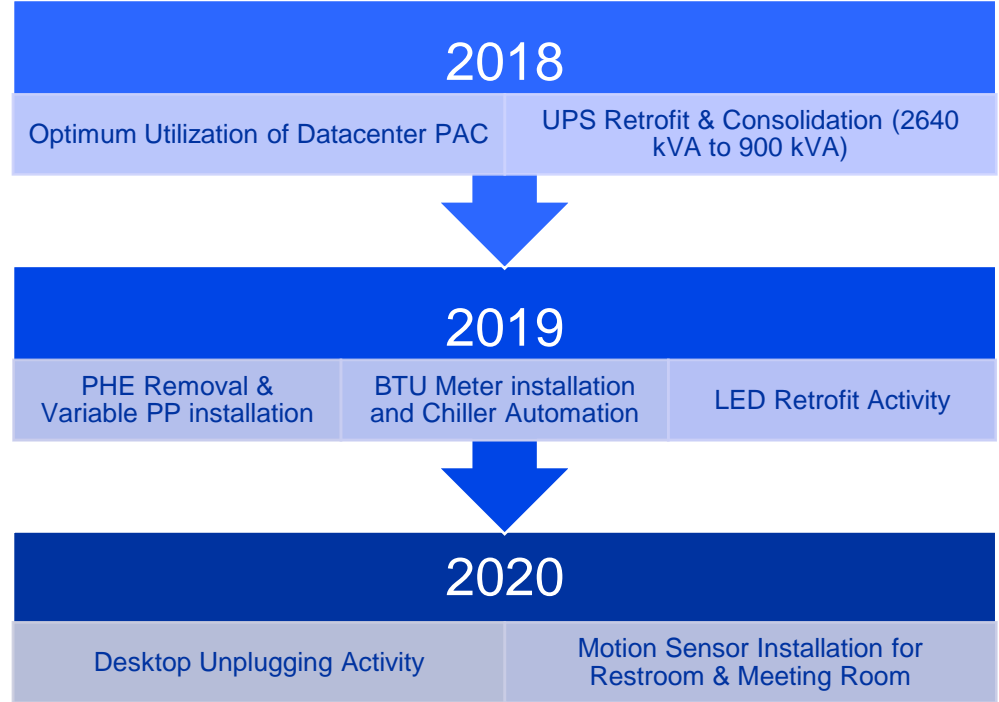 2018
Optimum Utilization of Datacenter PAC
UPS Retrofit & Consolidation (2640
kVA to 900 kVA)
2019
PHE Removal &
Variable PP installation
BTU Meter installation
and Chiller Automation
LED Retrofit Activity
2020
Desktop Unplugging Activity
Motion Sensor Installation for
Restroom & Meeting Room